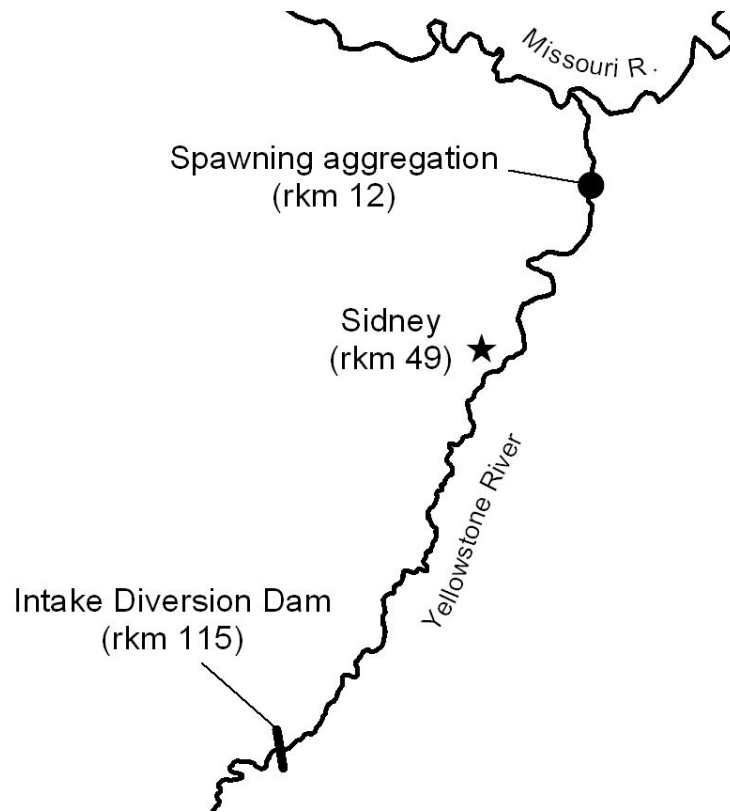 Missouri R.
Spawning aggregation
(rkm 12)
Sidney
(rkm 49)
Yellowstone River
Intake Diversion Dam
(rkm 115)